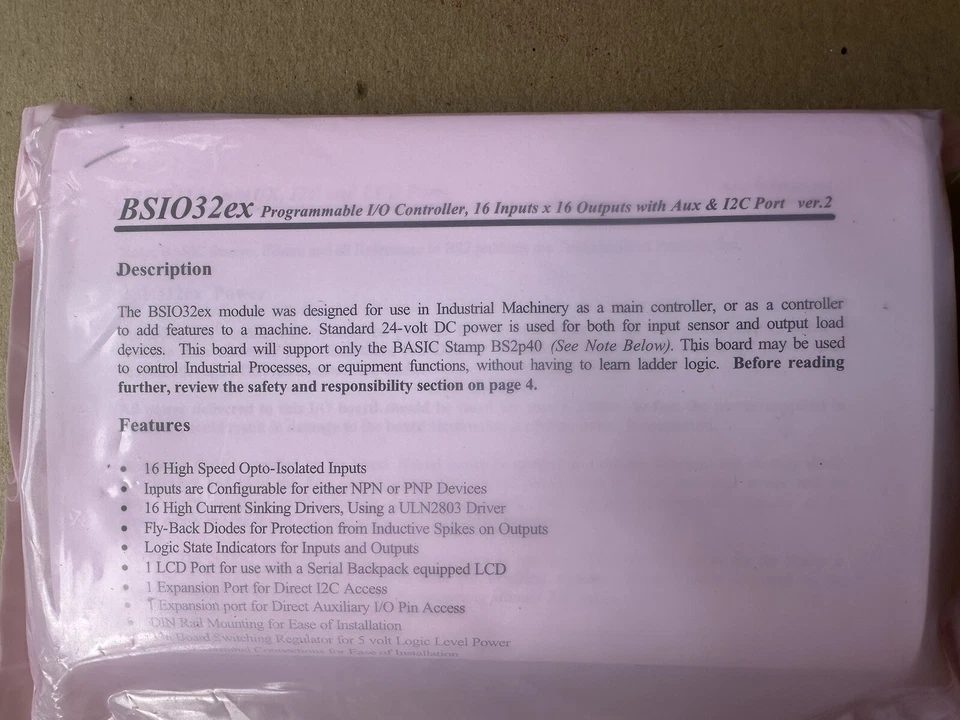 BSIO32ex Programmable I/O Controller, 16 Inputs x 16 Outputs with Aux & I2C Port ver.2
Description
The BSIO32ex module was designed for use in Industrial Machinery as a main controller, or as a controller
to add features to a machine. Standard 24-volt DC power is used for both for input sensor and output load
devices. This board will support only the BASIC Stamp BS2p40 (See Note Below). This board may be used
to control Industrial Processes, or equipment functions, without having to learn ladder logic. Before reading
further, review the safety and responsibility section on page 4.
Features
• 16 High Speed Opto-Isolated Inputs
• Inputs are Configurable for either NPN or PNP Devices
• 16 High Current Sinking Drivers, Using a ULN2803 Driver
• Fly-Back Diodes for Protection from Inductive Spikes on Outputs
• Logic State Indicators for Inputs and Outputs
• 1 LCD Port for use with a Serial Backpack equipped LCD
• 1 Expansion Port for Direct I2C Access
• 1 Expansion port for Direct Auxiliary I/O Pin Access
• DIN Rail Mounting for Ease of Installation
Board Switching Regulator for 5 volt Logic Level Power
Connections for Ease of Installation